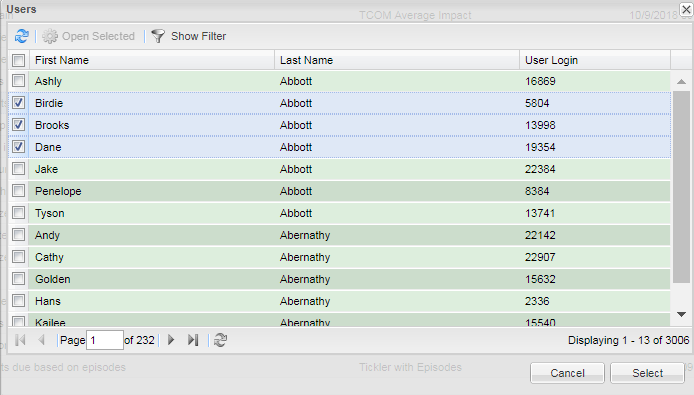 Users
TCOM Average Impact 10/9/2018
Open Selected Show Filter
First Name Last Name User Login
Ashly Abbott 16869
Birdie Abbott 5804
Brooks Abbott 13998
Dane Abbott 19354
Jake Abbott 22384
Penelope Abbott 8384
Tyson Abbott 13741
Andy Abernathy 22142
Cathy Abernathy 22907
Golden Abernathy 15632
Hans Abernathy 2336
Kailee Abernathy 15540
Page 1 of 232 Displaying 1 - 13 of 3006
ts due based on episodes Tickler with Episodes
Cancel Select